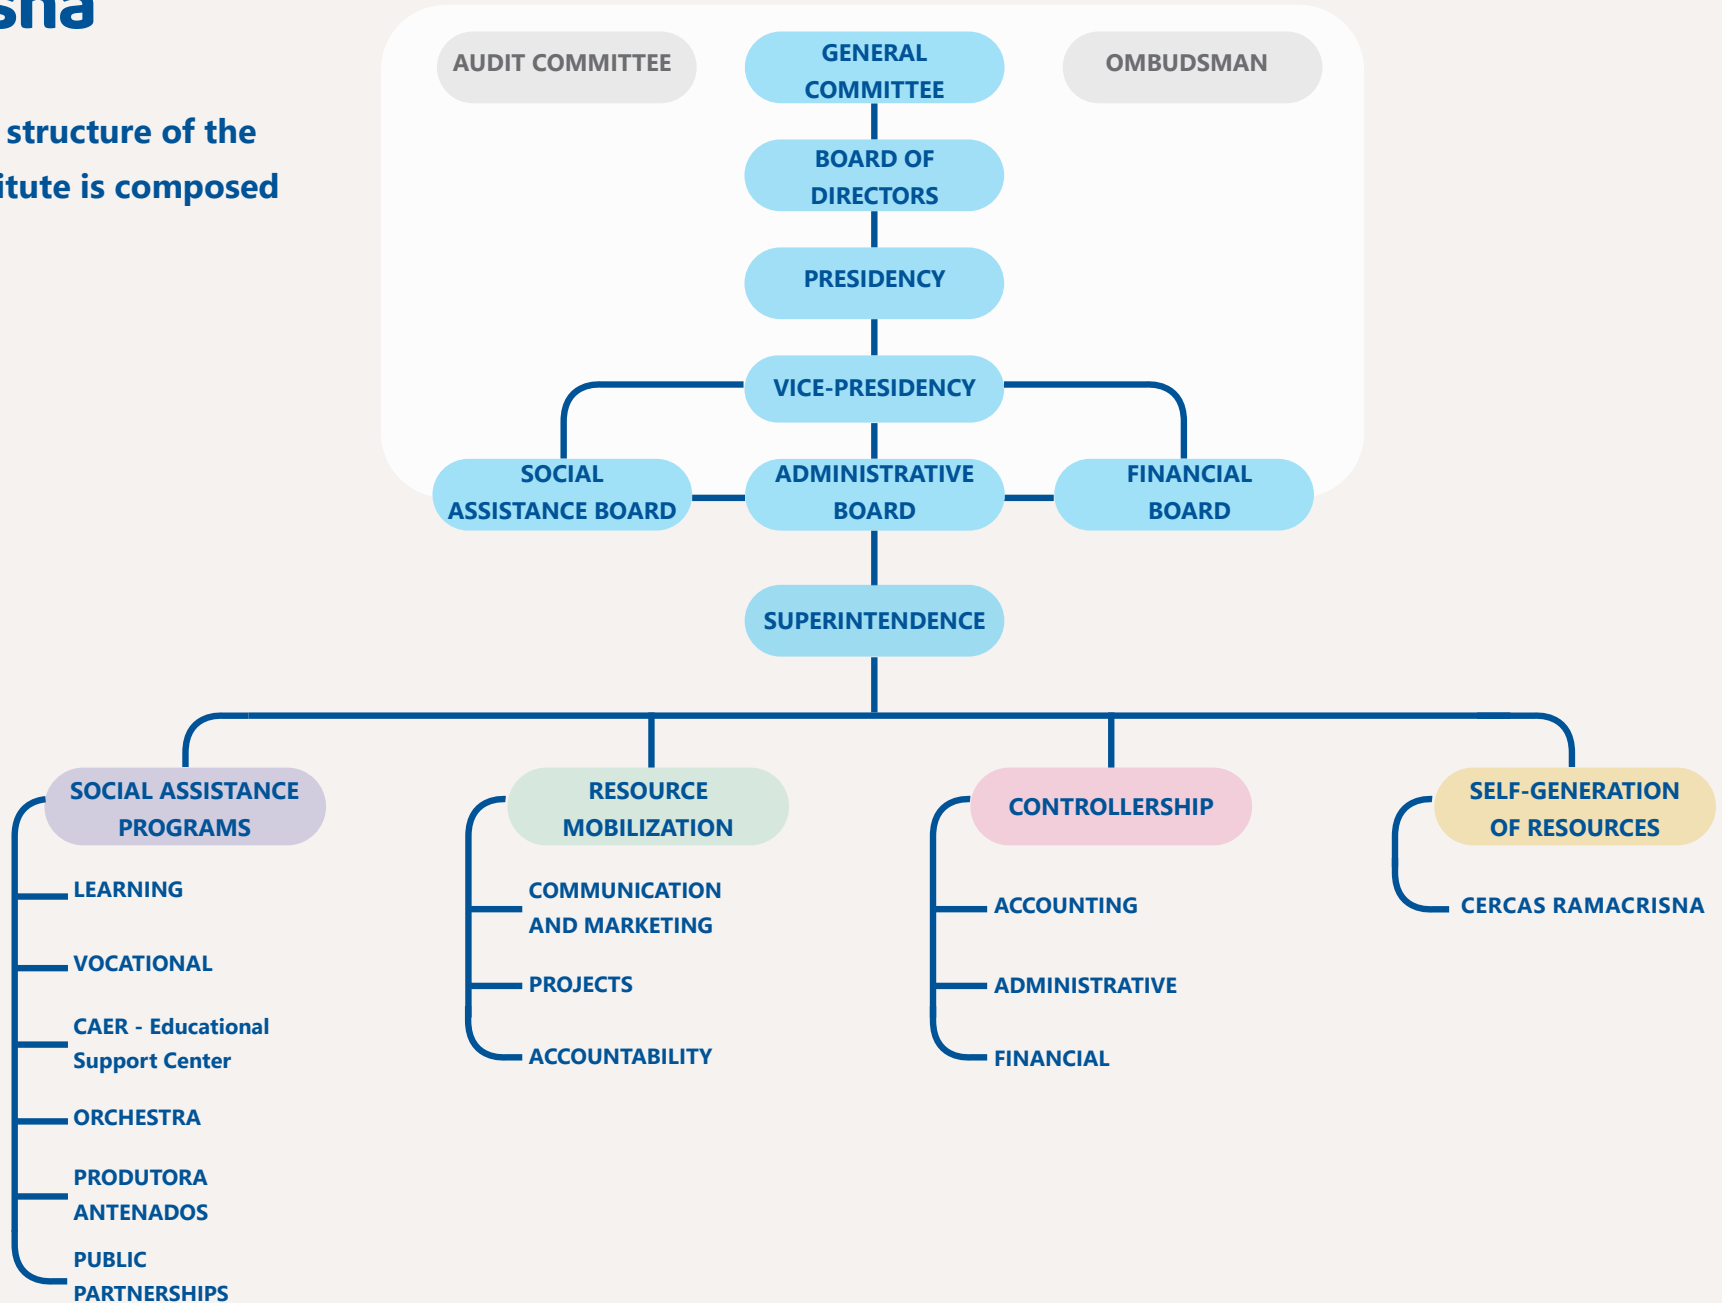 sna
structure of the
itute is composed
AUDIT COMMITTEE
GENERAL
COMMITTEE
OMBUDSMAN
BOARD OF
DIRECTORS
PRESIDENCY
VICE-PRESIDENCY
SOCIAL
ASSISTANCE BOARD
ADMINISTRATIVE
BOARD
FINANCIAL
BOARD
SUPERINTENDENCE
SOCIAL ASSISTANCE
PROGRAMS
LEARNING
VOCATIONAL
CAER - Educational
Support Center
ORCHESTRA
PRODUTORA
ANTENADOS
PUBLIC
PARTNERSHIPS
RESOURCE
MOBILIZATION
COMMUNICATION
AND MARKETING
PROJECTS
ACCOUNTABILITY
CONTROLLERSHIP
ACCOUNTING
ADMINISTRATIVE
FINANCIAL
SELF-GENERATION
OF RESOURCES
CERCAS RAMACRISNA